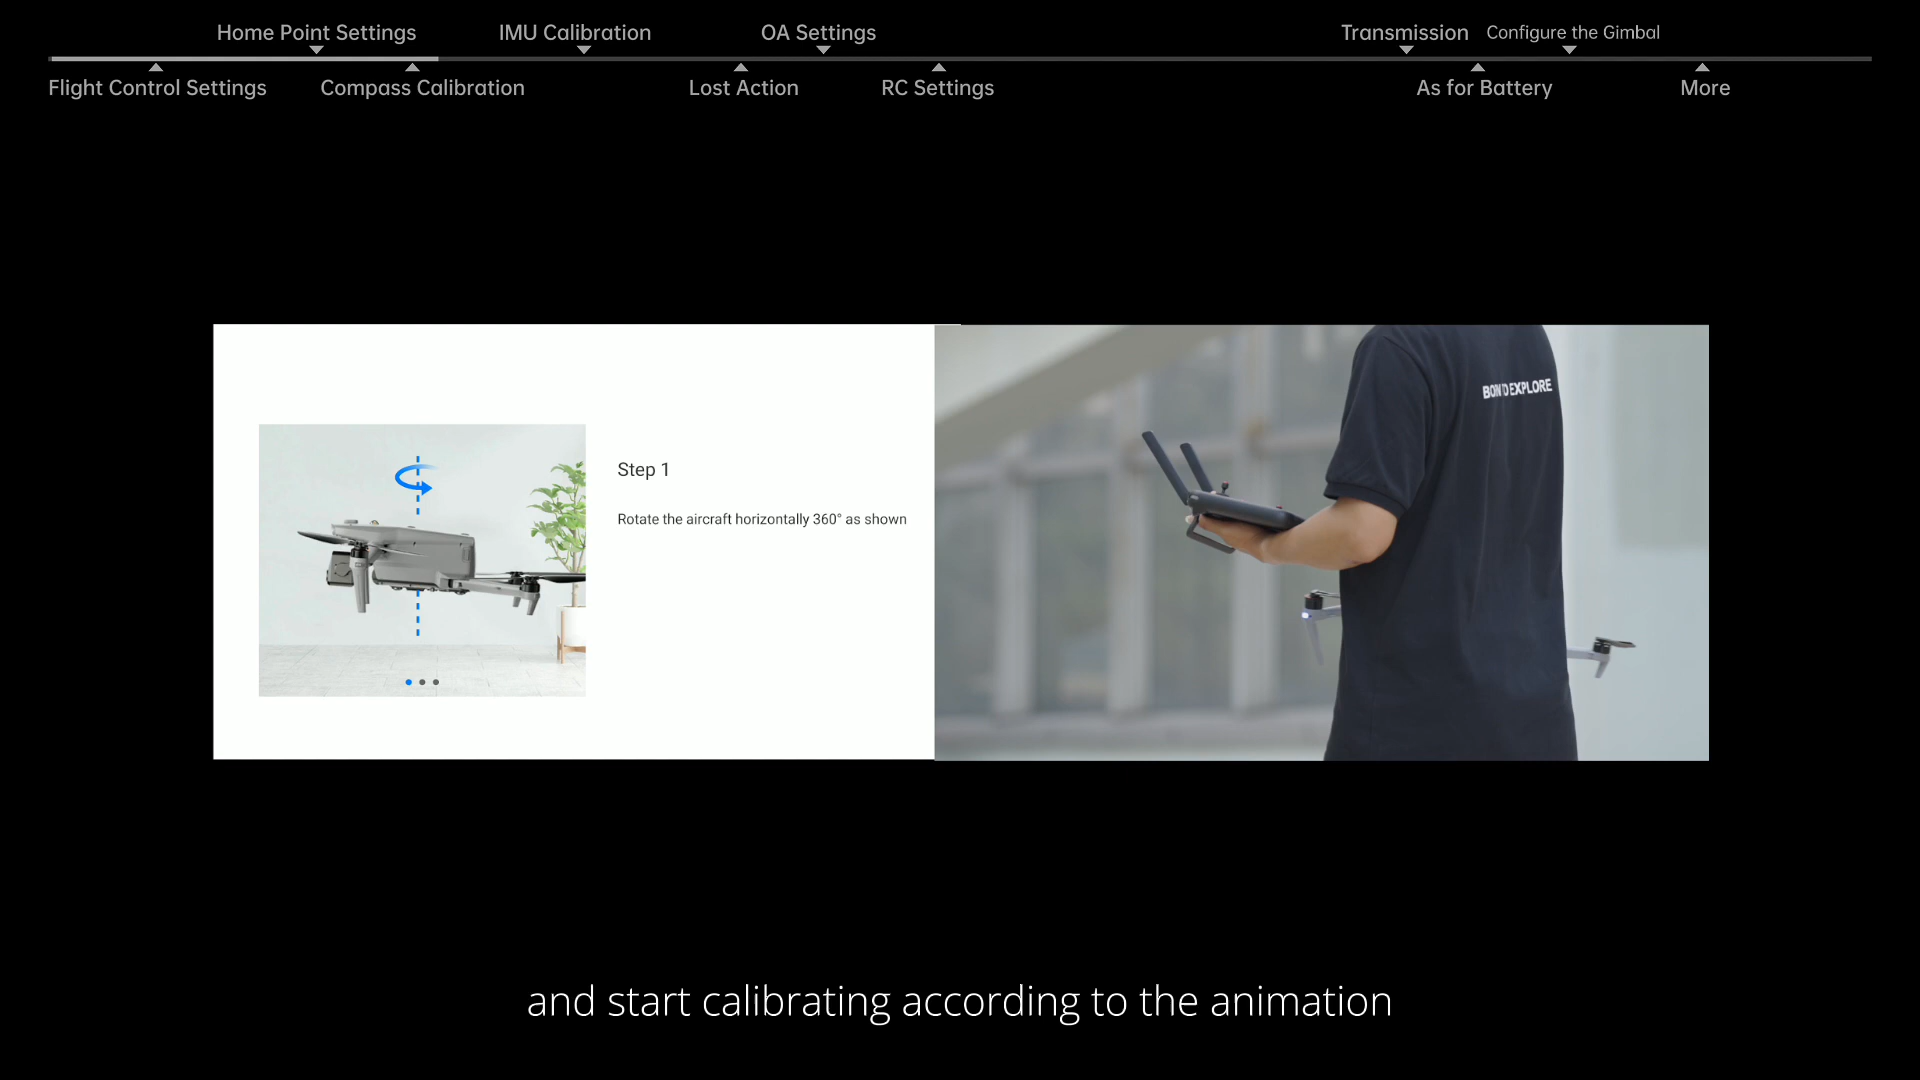 Home Point Settings
IMU Calibration
OA Settings
Transmission
Configure the Gimbal
Flight Control Settings
Compass Calibration
Lost Action
RC Settings
As for Battery
More
Step 1
Rotate the aircraft horizontally 360° as shown
EXPLORE
and start calibrating according to the animation